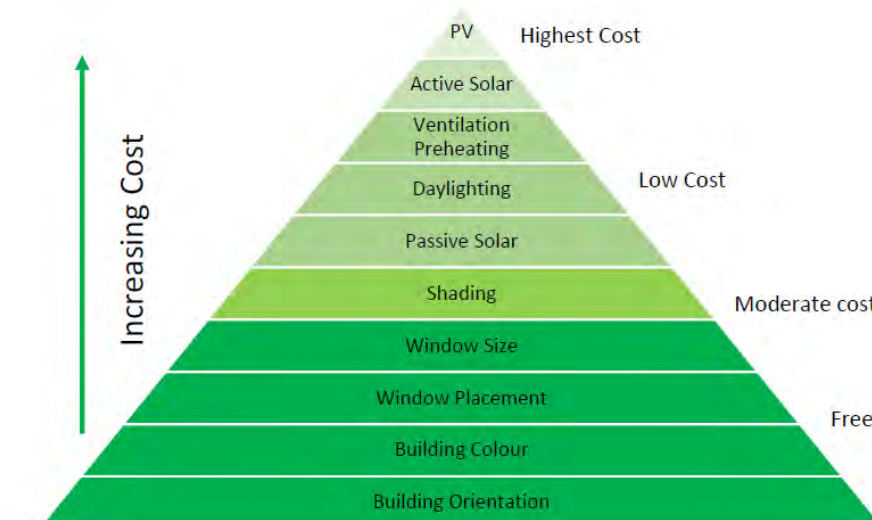 PV
Highest Cost
Active Solar
Ventilation
Preheating
Daylighting
Low Cost
Passive Solar
Shading
Moderate cost
Window Size
Window Placement
Free
Building Colour
Building Orientation
Increasing Cost